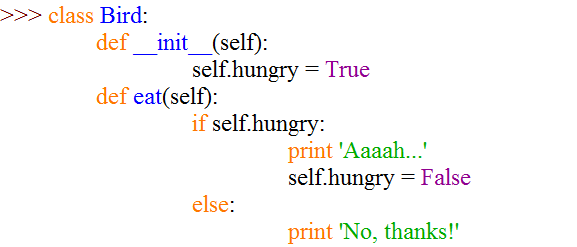 >>> class Bird:
def __init__(self):
self.hungry = True
def eat(self):
if self.hungry:
print 'Aaaah...'
self.hungry = False
else:
print 'No, thanks!'